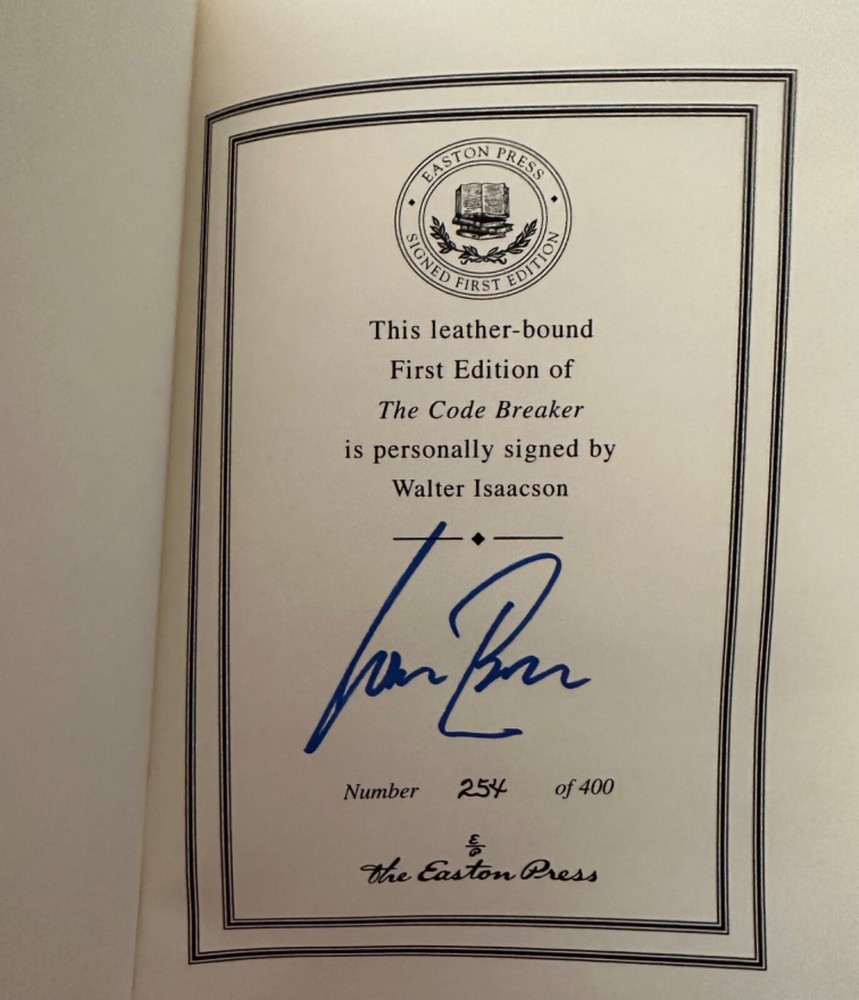 EASTON PRESS
SIGNED FIRST EDITION
This leather-bound
First Edition of
The Code Breaker
is personally signed by
Walter Isaacson
Number 254 of 400
E/P
the Easton Press